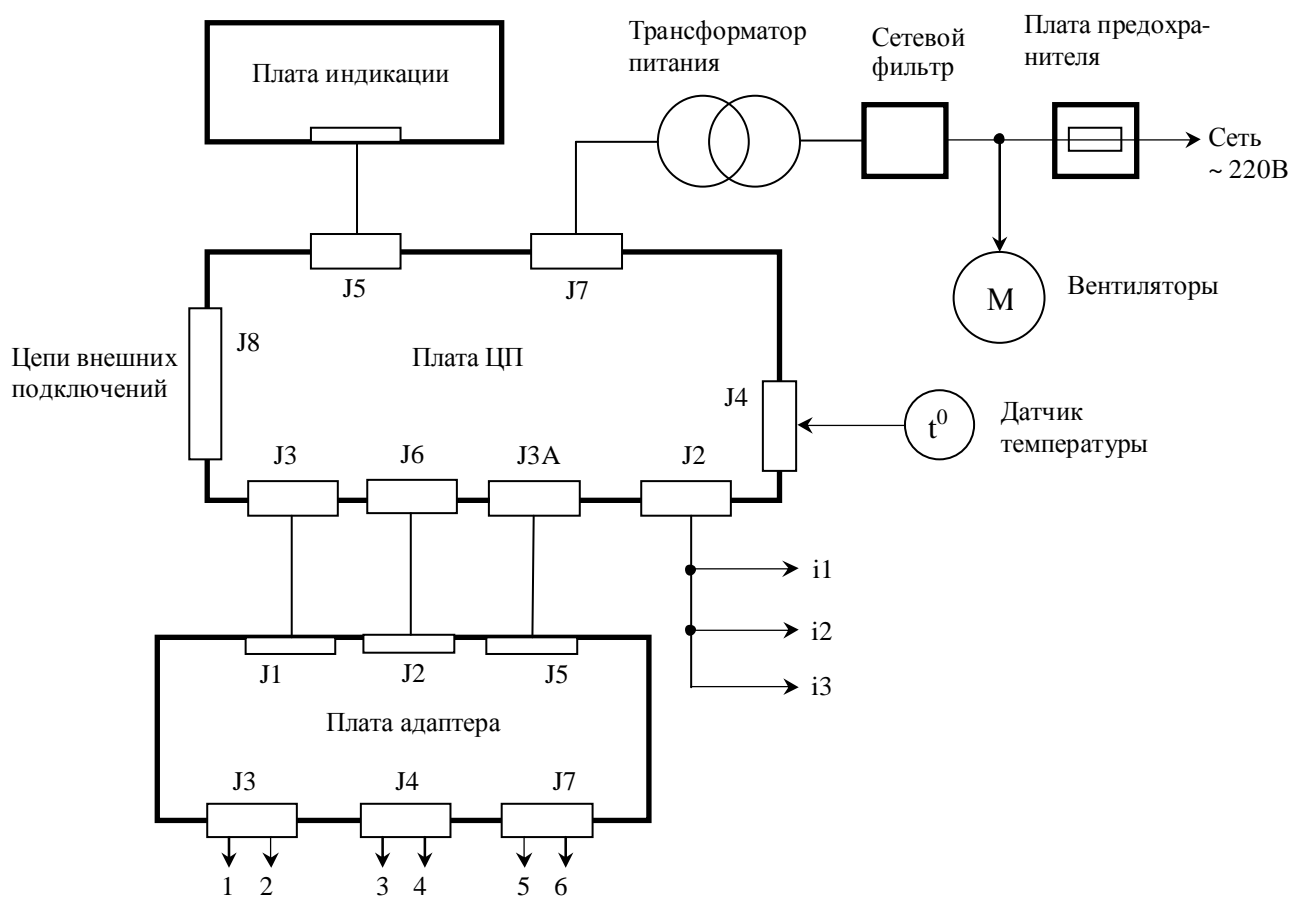 Плата индикации
Трансформатор
питания
Сетевой
фильтр
Плата предохра-
нителя
Сеть
~ 220В
J5
J7
M
Вентиляторы
J8
Плата ЦП
Цепи внешних
подключений
J4
t⁰
Датчик
температуры
J3
J6
J3A
J2
i1
i2
i3
J1
J2
J5
Плата адаптера
J3
J4
J7
1
2
3
4
5
6